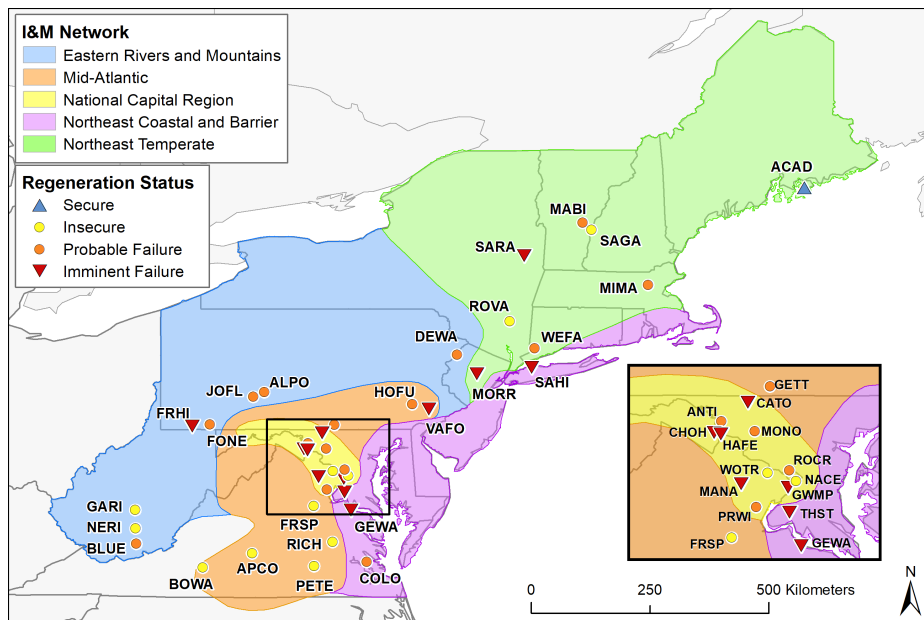 I&M Network
Eastern Rivers and Mountains
Mid-Atlantic
National Capital Region
Northeast Coastal and Barrier
Northeast Temperate
Regeneration Status
Secure
Insecure
Probable Failure
Imminent Failure
ACAD
MABI
SAGA
SARA
MIMA
ROVA
WEFA
DEWA
SAHI
MORR
JOFL
ALPO
HOFU
VAFO
FRHI
FONE
GARI
NERI
BLUE
FRSP
GEWA
RICH
BOWA
APCO
PETE
COLO
GETT
CATO
ANTI
MONO
CHOH
HAFE
ROCR
WOTR
NACE
MANA
GWMP
PRWI
THST
FRSP
GEWA
0 250 500 Kilometers
N